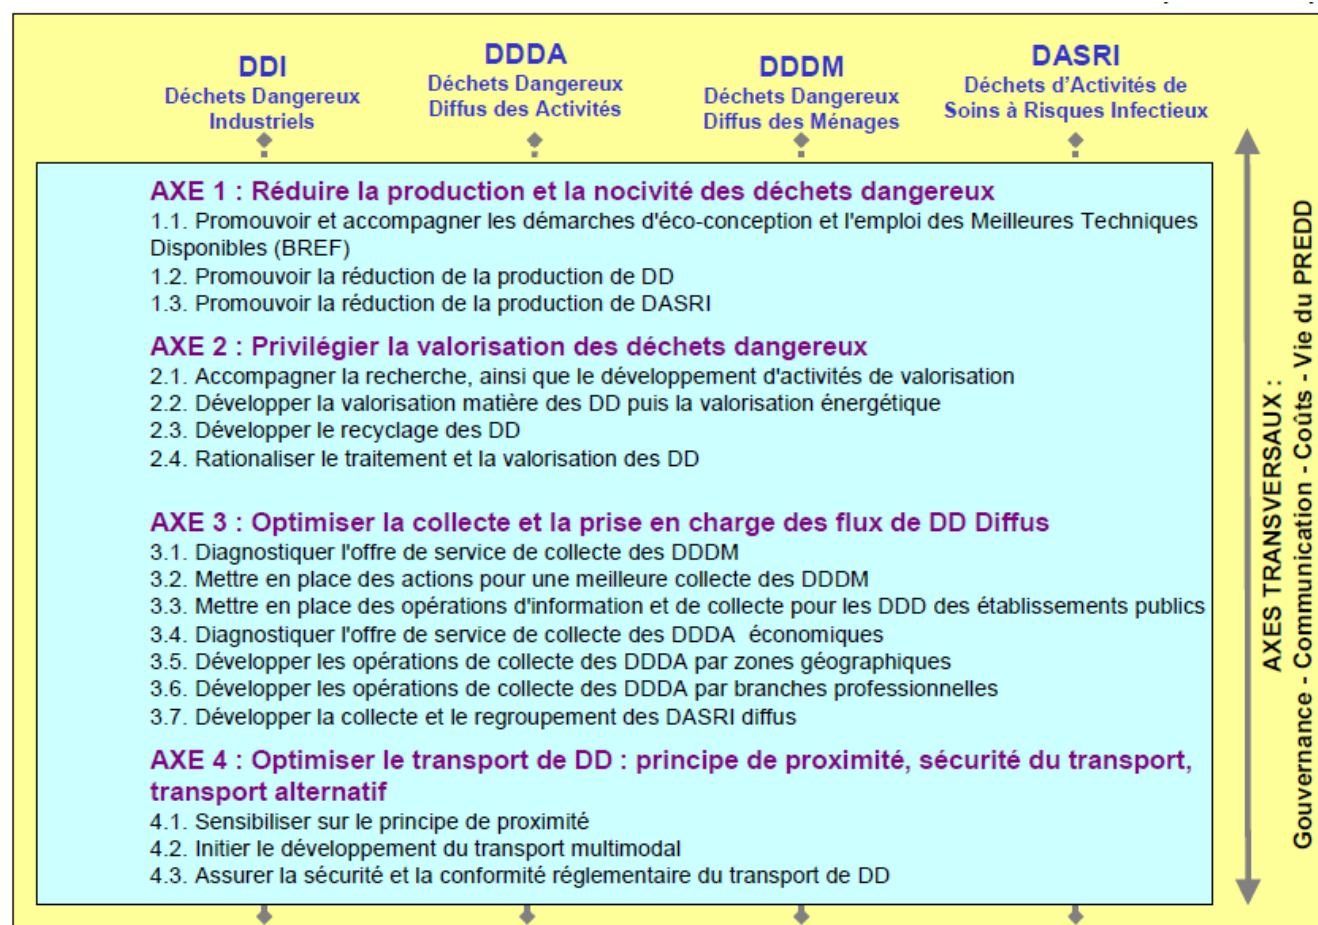 DDI
Déchets Dangereux
Industriels
DDDA
Déchets Dangereux
Diffus des Activités
DDDM
Déchets Dangereux
Diffus des Ménages
DASRI
Déchets d'Activités de
Soins à Risques Infectieux
AXE 1 : Réduire la production et la nocivité des déchets dangereux
1.1. Promouvoir et accompagner les démarches d'éco-conception et l'emploi des Meilleures Techniques
Disponibles (BREF)
1.2. Promouvoir la réduction de la production de DD
1.3. Promouvoir la réduction de la production de DASRI
AXE 2 : Privilégier la valorisation des déchets dangereux
2.1. Accompagner la recherche, ainsi que le développement d'activités de valorisation
2.2. Développer la valorisation matière des DD puis la valorisation énergétique
2.3. Développer le recyclage des DD
2.4. Rationaliser le traitement et la valorisation des DD
AXE 3 : Optimiser la collecte et la prise en charge des flux de DD Diffus
3.1. Diagnostiquer l'offre de service de collecte des DDDM
3.2. Mettre en place des actions pour une meilleure collecte des DDDM
3.3. Mettre en place des opérations d'information et de collecte pour les DDD des établissements publics
3.4. Diagnostiquer l'offre de service de collecte des DDDA économiques
3.5. Développer les opérations de collecte des DDDA par zones géographiques
3.6. Développer les opérations de collecte des DDDA par branches professionnelles
3.7. Développer la collecte et le regroupement des DASRI diffus
AXE 4 : Optimiser le transport de DD : principe de proximité, sécurité du transport,
transport alternatif
4.1. Sensibiliser sur le principe de proximité
4.2. Initier le développement du transport multimodal
4.3. Assurer la sécurité et la conformité réglementaire du transport de DD
AXES TRANSVERSAUX :
Gouvernance - Communication - Coûts - Vie du PREDD